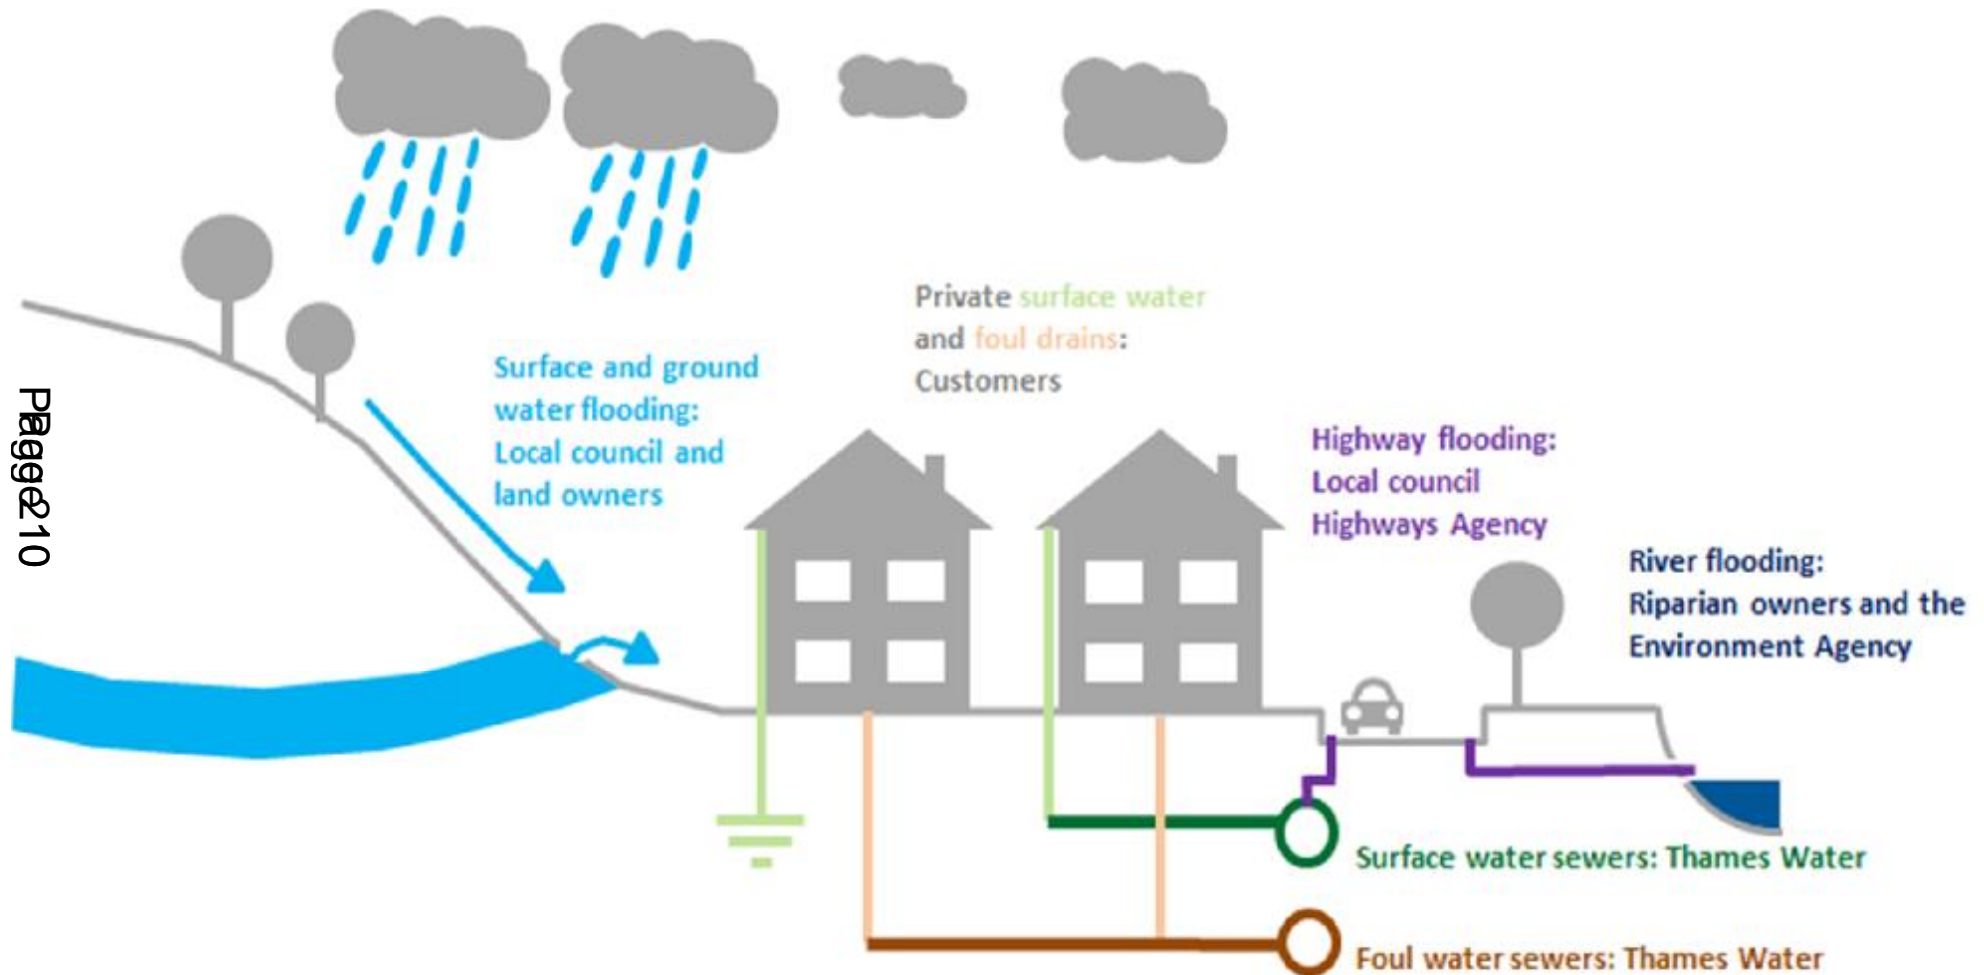 Private surface water
and foul drains:
Customers
Surface and ground
water flooding:
Local council and
land owners
Highway flooding:
Local council
Highways Agency
River flooding:
Riparian owners and the
Environment Agency
Surface water sewers: Thames Water
Foul water sewers: Thames Water